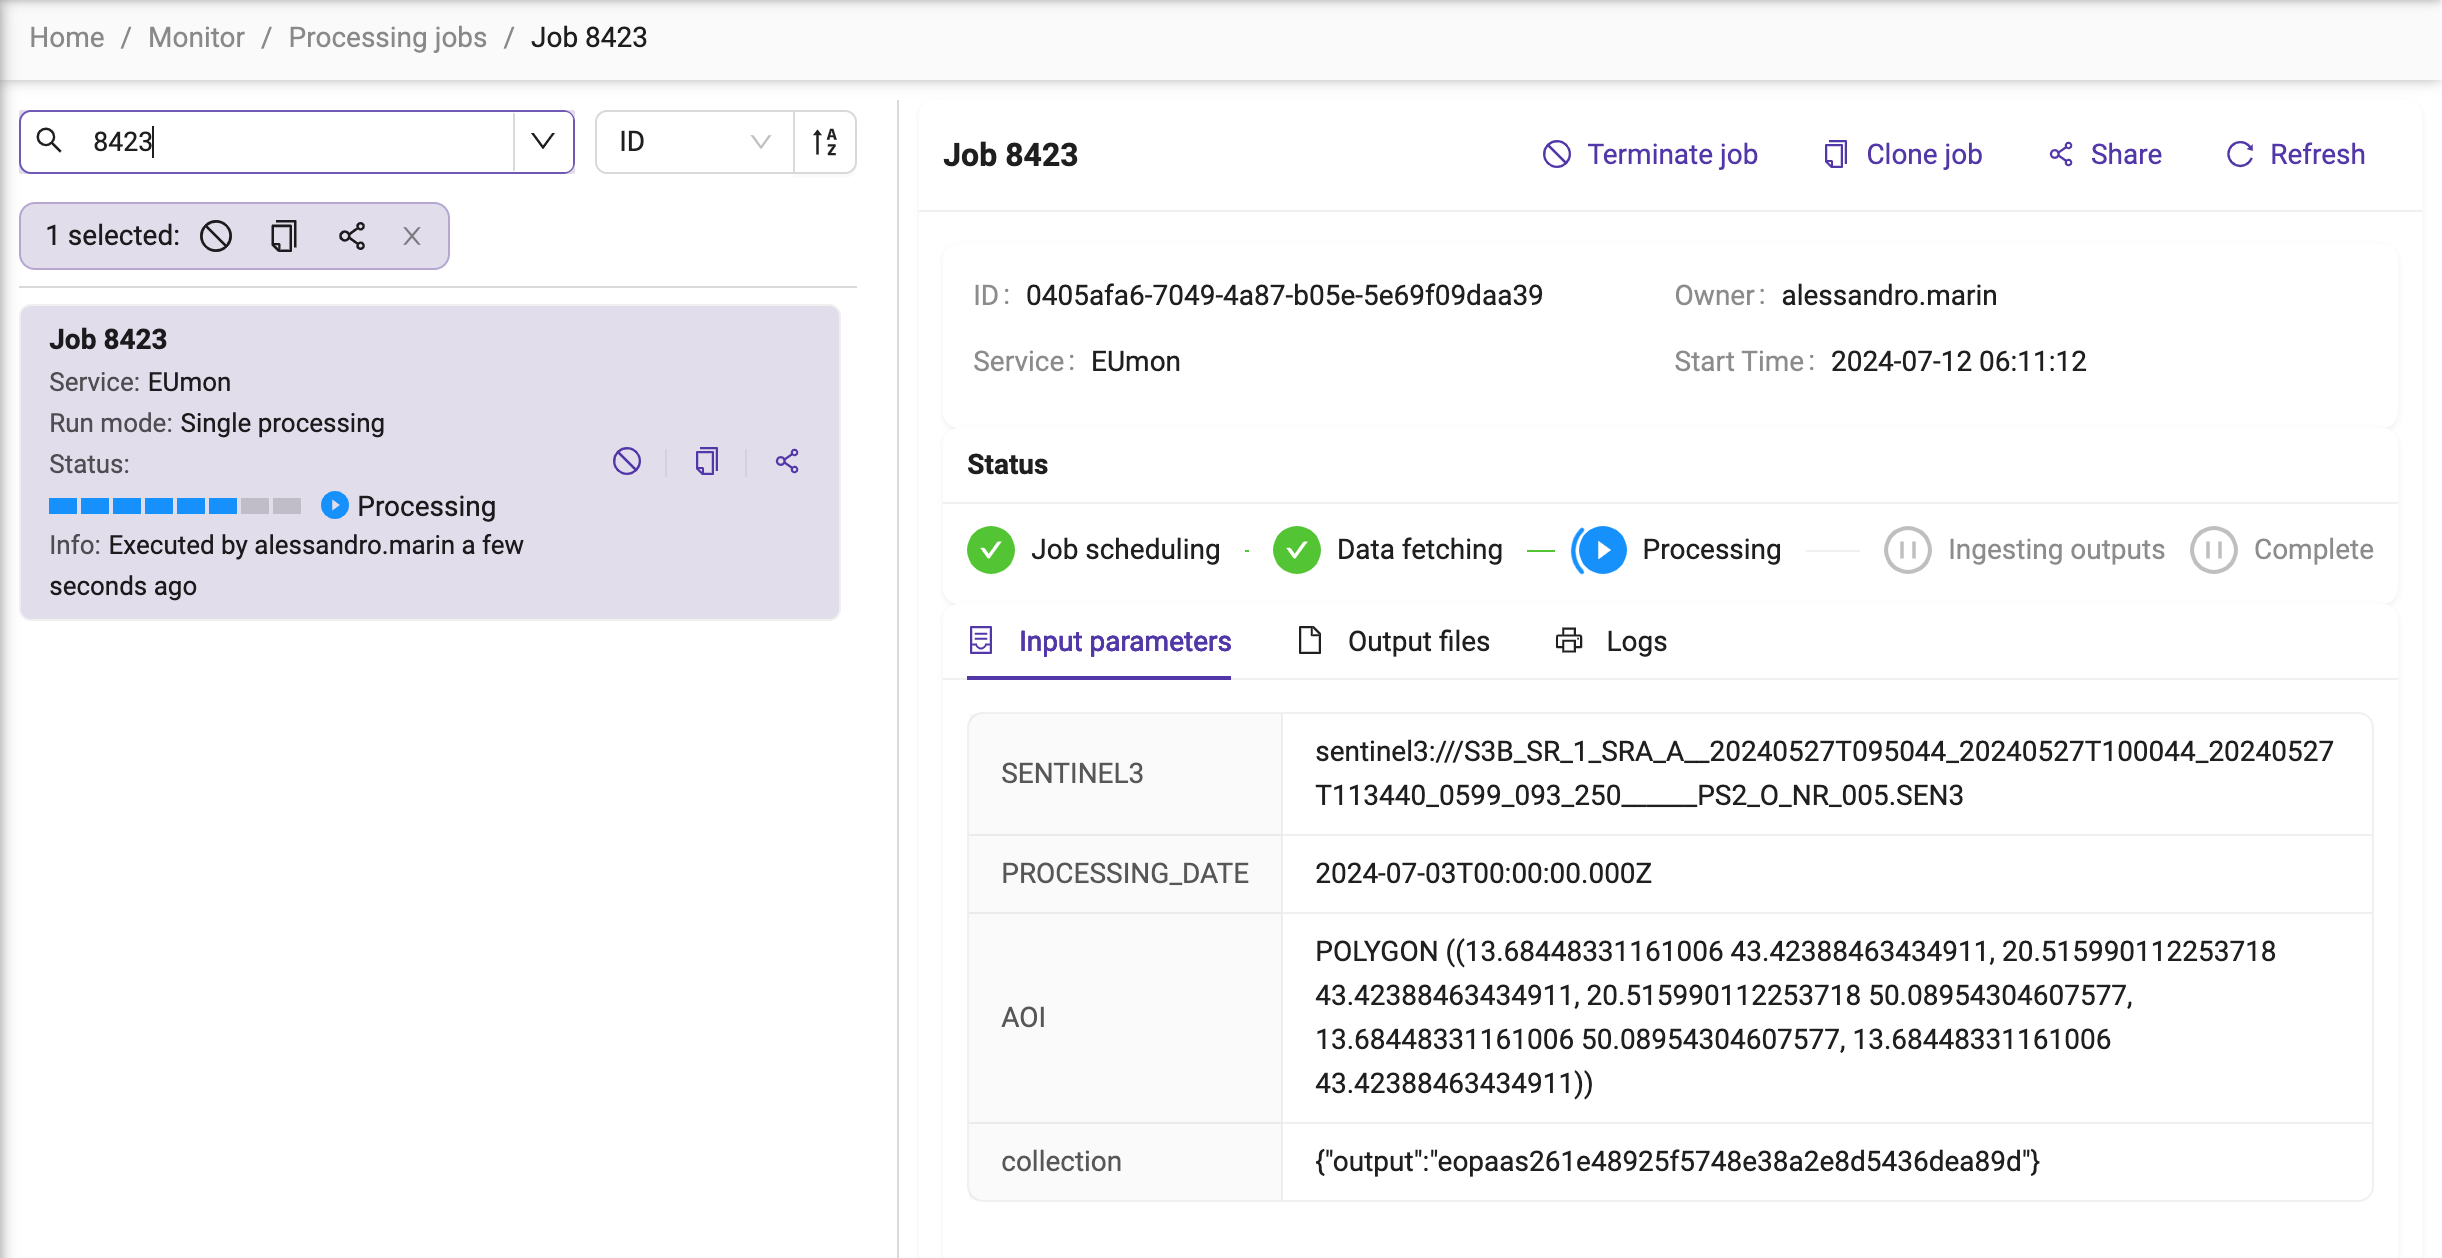 Home / Monitor / Processing jobs / Job 8423
8423
ID
1 selected:
Job 8423
Service: EUmon
Run mode: Single processing
Status:
Processing
Info: Executed by alessandro.marin a few
seconds ago
Job 8423
Terminate job
Clone job
Share
Refresh
ID: 0405afa6-7049-4a87-b05e-5e69f09daa39
Owner: alessandro.marin
Service: EUmon
Start Time: 2024-07-12 06:11:12
Status
Job scheduling
Data fetching
Processing
Ingesting outputs
Complete
Input parameters
Output files
Logs
SENTINEL3
sentinel3:///S3B_SR_1_SRA_A__20240527T095044_20240527T100044_20240527
T113440_0599_093_250______PS2_O_NR_005.SEN3
PROCESSING_DATE
2024-07-03T00:00:00.000Z
AOI
POLYGON ((13.68448331161006 43.42388463434911, 20.515990112253718
43.42388463434911, 20.515990112253718 50.08954304607577,
13.68448331161006 50.08954304607577, 13.68448331161006
43.42388463434911))
collection
{"output":"eopaas261e48925f5748e38a2e8d5436dea89d"}